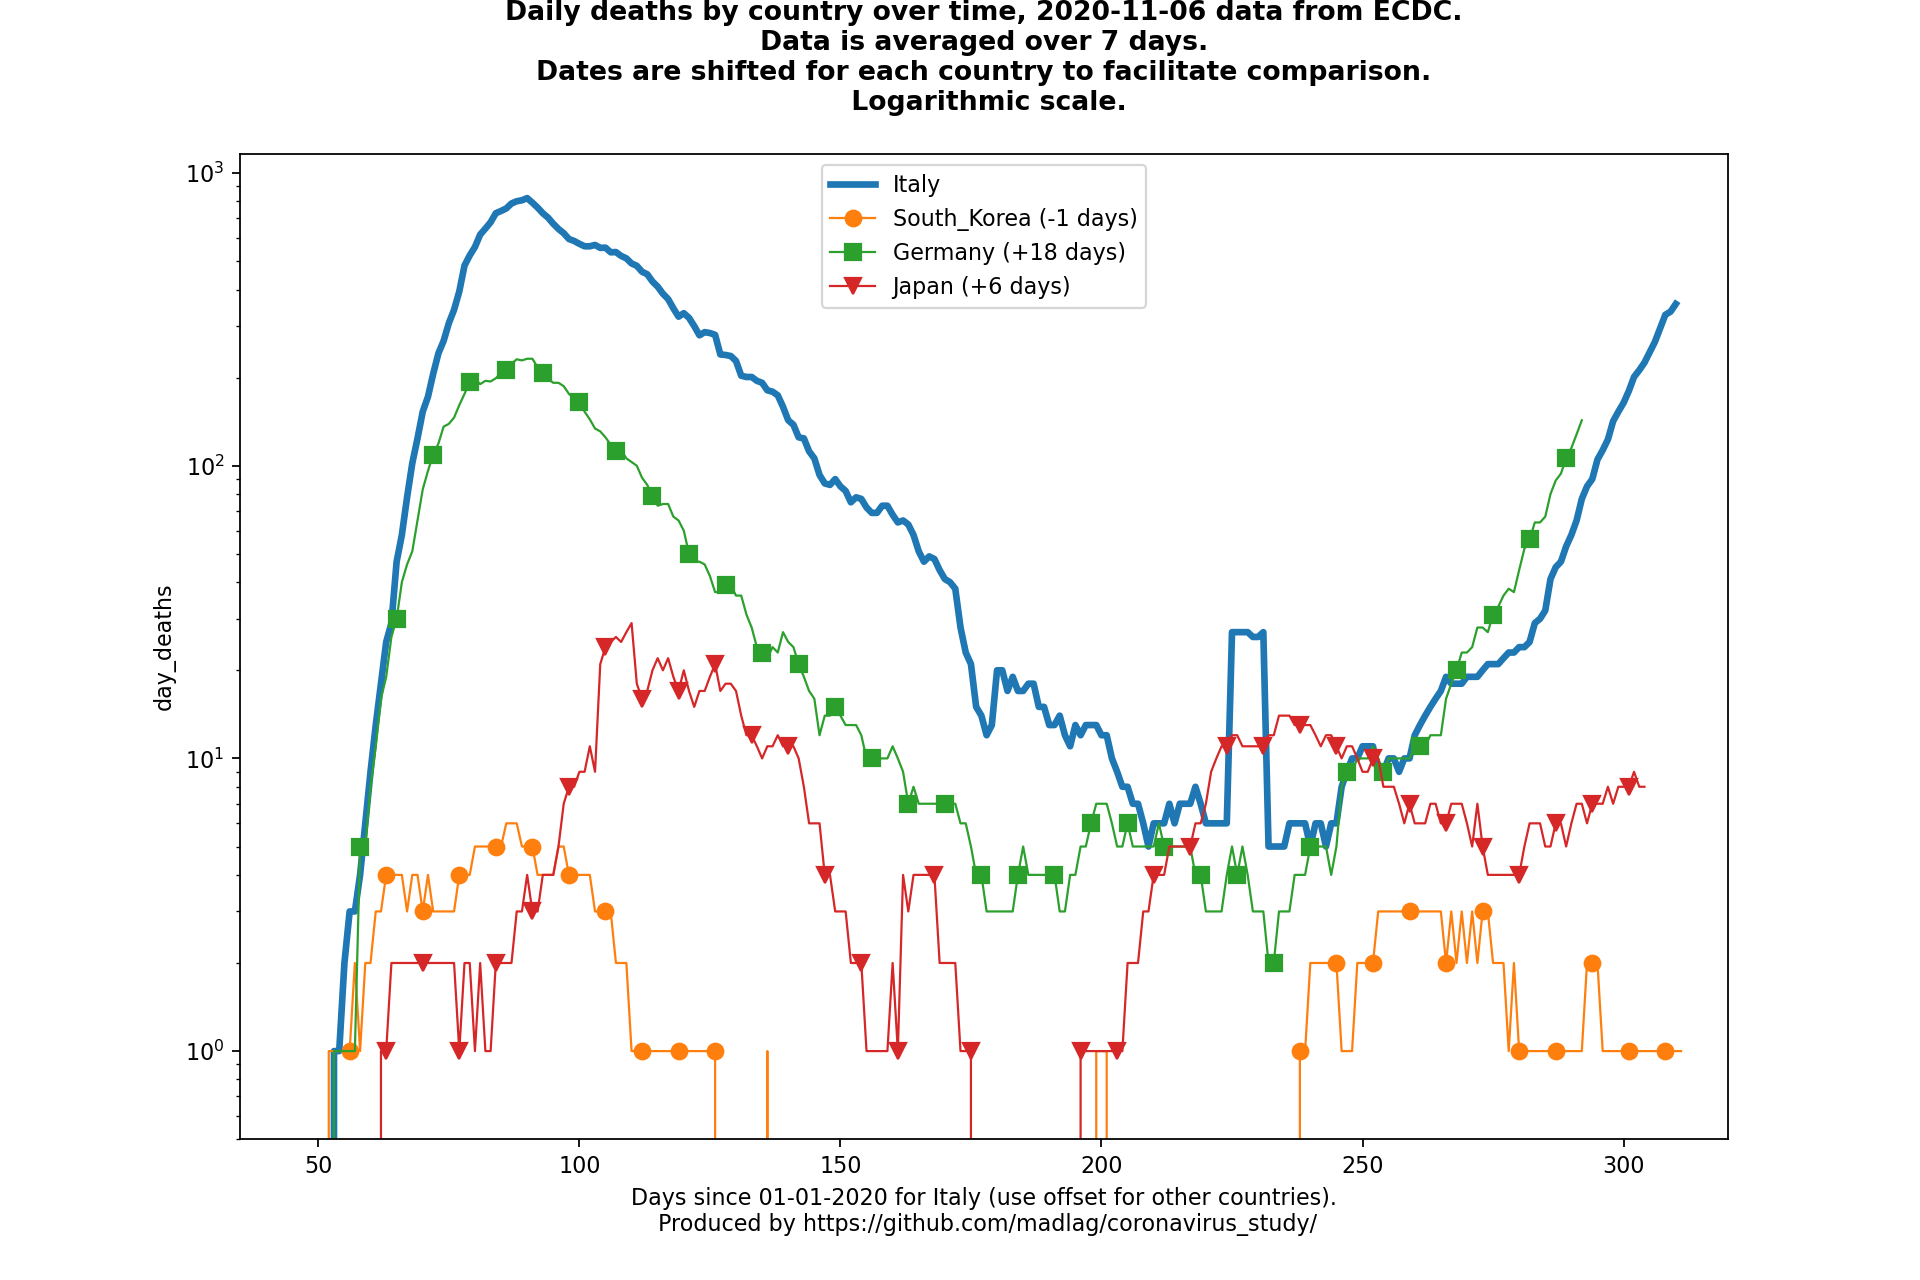 Daily deaths by country over time, 2020-11-06 data from ECDC.
Data is averaged over 7 days.
Dates are shifted for each country to facilitate comparison.
Logarithmic scale.
10³
Italy
South_Korea (-1 days)
Germany (+18 days)
Japan (+6 days)
10²
day_deaths
10¹
10⁰
50 100 150 200 250 300
Days since 01-01-2020 for Italy (use offset for other countries).
Produced by https://github.com/madlag/coronavirus_study/